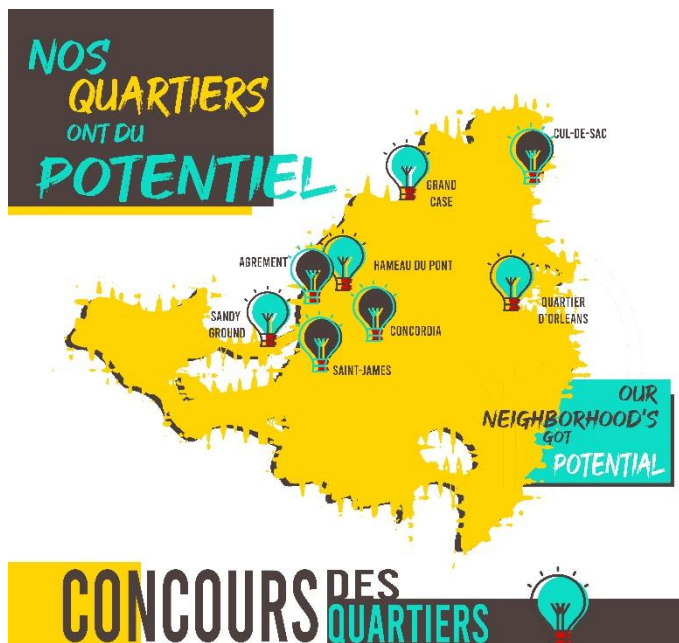 NOS
QUARTIERS
ONT DU
POTENTIEL
CUL-DE-SAC
GRAND
CASE
AGREMENT
HAMEAU DU PONT
QUARTIER
D'ORLEANS
SANDY
GROUND
CONCORDIA
SAINT-JAMES
OUR
NEIGHBORHOOD'S
GOT
POTENTIAL
CONCOURS DES
QUARTIERS